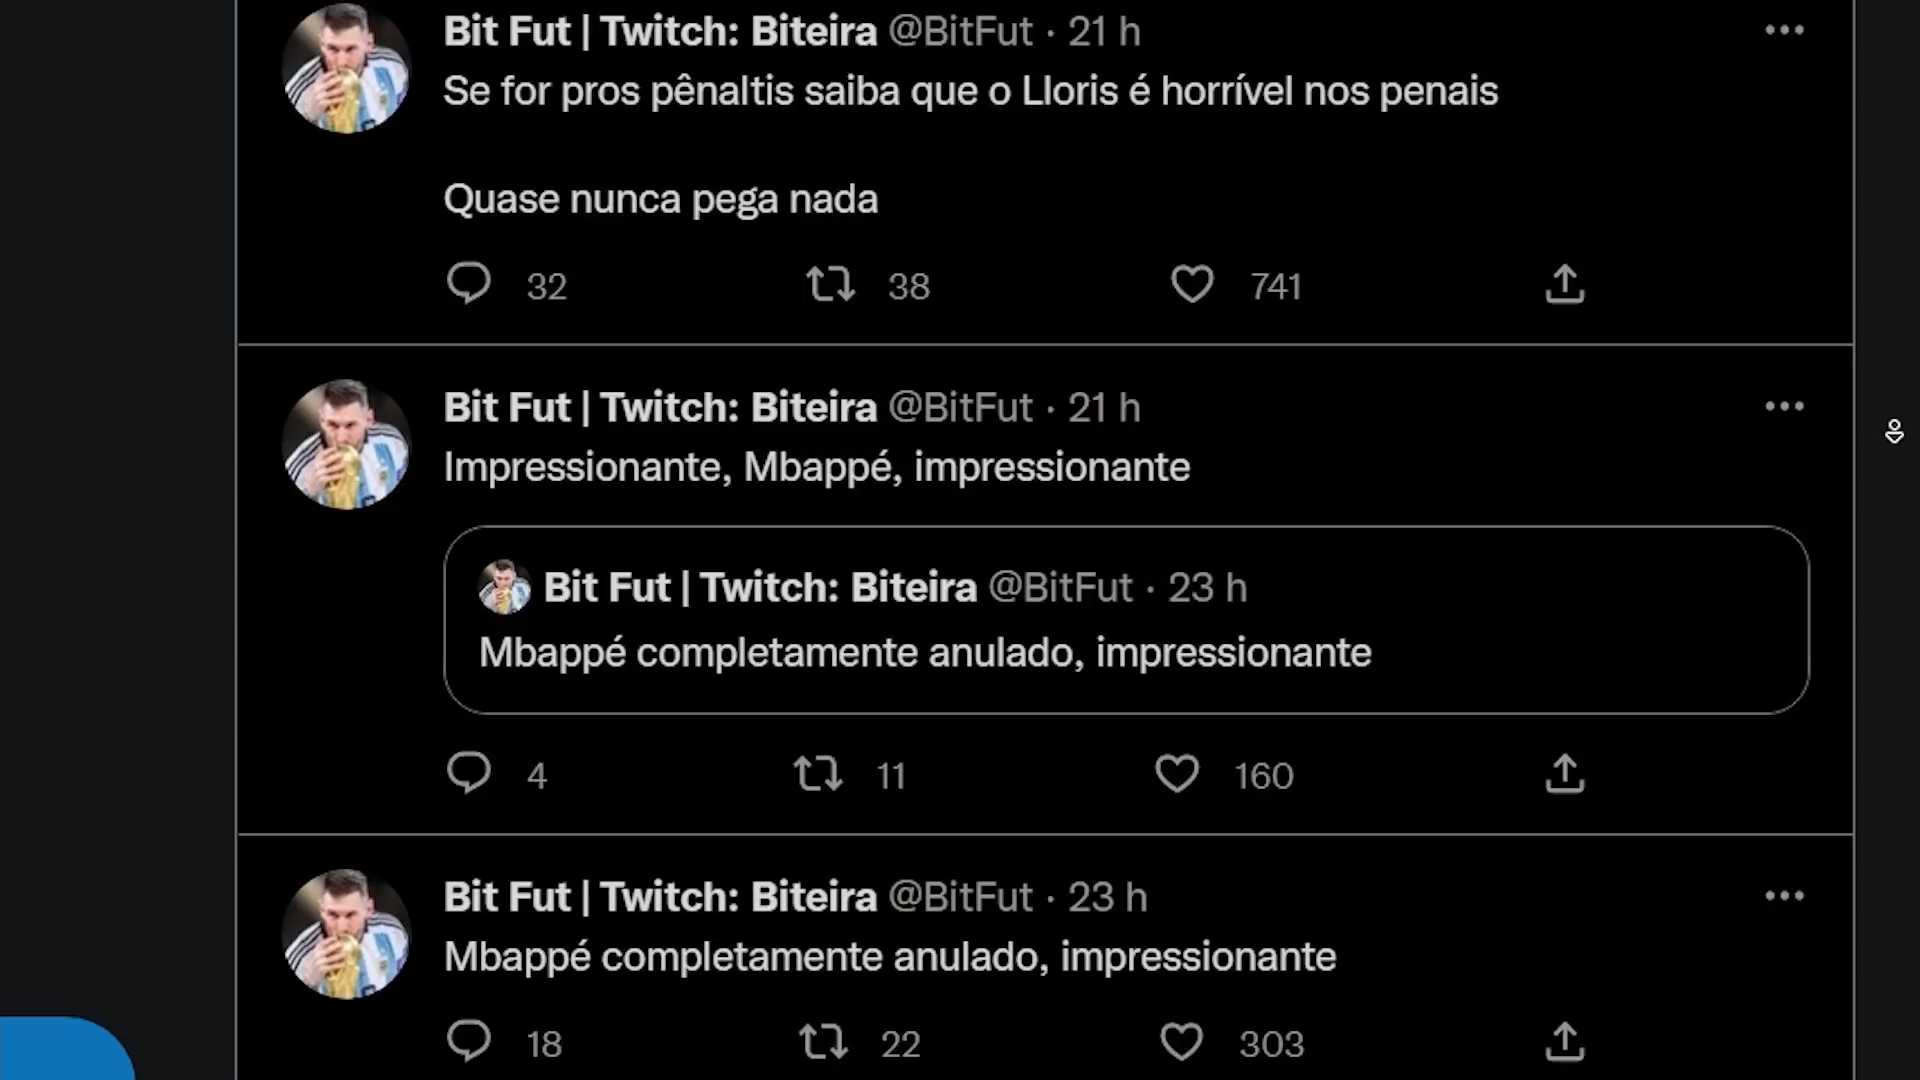 Bit Fut | Twitch: Biteira @BitFut · 21 h
Se for pros pênaltis saiba que o Lloris é horrível nos penais
Quase nunca pega nada
32 38 741
Bit Fut | Twitch: Biteira @BitFut · 21 h
Impressionante, Mbappé, impressionante
Bit Fut | Twitch: Biteira @BitFut · 23 h
Mbappé completamente anulado, impressionante
4 11 160
Bit Fut | Twitch: Biteira @BitFut · 23 h
Mbappé completamente anulado, impressionante
18 22 303